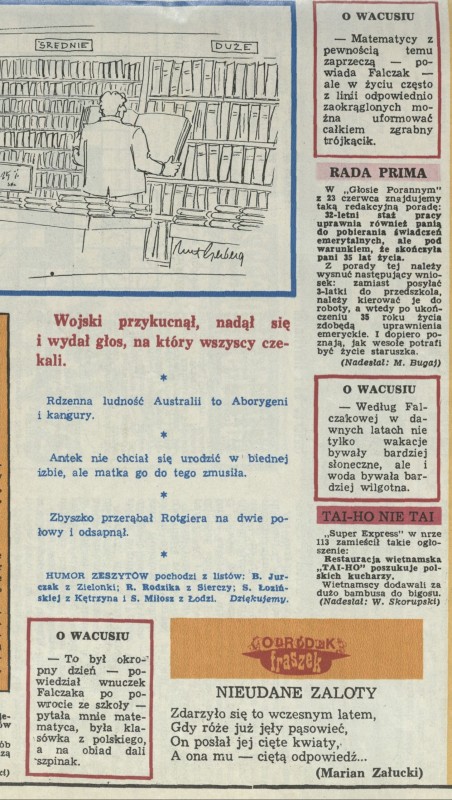 ŚREDNIE
DUŻE
Wojski przykucnął, nadął się
i wydał głos, na który wszyscy cze-
kali.
*
Rdzenna ludność Australii to Aborygeni
i kangury.
*
Antek nie chciał się urodzić w biednej
izbie, ale matka go do tego zmusiła.
*
Zbyszko przerąbał Rotgiera na dwie po-
łowy i odsapnął.
*
HUMOR ZESZYTÓW pochodzi z listów: B. Jur-
czak z Zielonki; R. Rodzika z Sierczy; S. Łoziń-
skiej z Kętrzyna i S. Miłosz z Łodzi. Dziękujemy.
O WACUSIU
— To był okro-
pny dzień — po-
wiedział wnuczek
Falczaka po po-
wrocie ze szkoły —
pytała mnie mate-
matyca, była kla-
sówka z polskiego,
a na obiad dali
szpinak.
OGRÓDEK
fraszek
NIEUDANE ZALOTY
Zdarzyło się to wczesnym latem,
Gdy róże już jęły pąsowieć,
On posłał jej cięte kwiaty,
A ona mu — ciętą odpowiedź...
(Marian Załucki)
O WACUSIU
— Matematycy z
pewnością temu
zaprzeczą — po-
wiada Falczak —
ale w życiu często
z linii odpowiednio
zaokrąglonych mo-
żna uformować
całkiem zgrabny
trójkącik.
RADA PRIMA
W „Głosie Porannym"
z 23 czerwca znajdujemy
taką redakcyjną poradę:
32-letni staż pracy
uprawnia również panią
do pobierania świadczeń
emerytalnych, ale pod
warunkiem, że skończyła
pani 35 lat życia.
Z porady tej należy
wysnuć następujący wnio-
sek: zamiast posyłać
3-latki do przedszkola,
należy kierować je do
roboty, a wtedy po ukoń-
czeniu 35 roku życia
zdobędą uprawnienia
emeryckie. I dopiero po-
znają, jak wesołe potrafi
być życie staruszka.
(Nadesłał: M. Bugaj)
O WACUSIU
— Według Fal-
czakowej w da-
wnych latach nie
tylko wakacje
bywały bardziej
słoneczne, ale i
woda bywała bar-
dziej wilgotna.
TAI-HO NIE TAI
„Super Express" w nrze
113 zamieścił takie ogło-
szenie:
Restauracja wietnamska
„TAI-HO" poszukuje pol-
skich kucharzy.
Wietnamscy dodawali za
dużo bambusa do bigosu.
(Nadesłał: W. Skorupski)